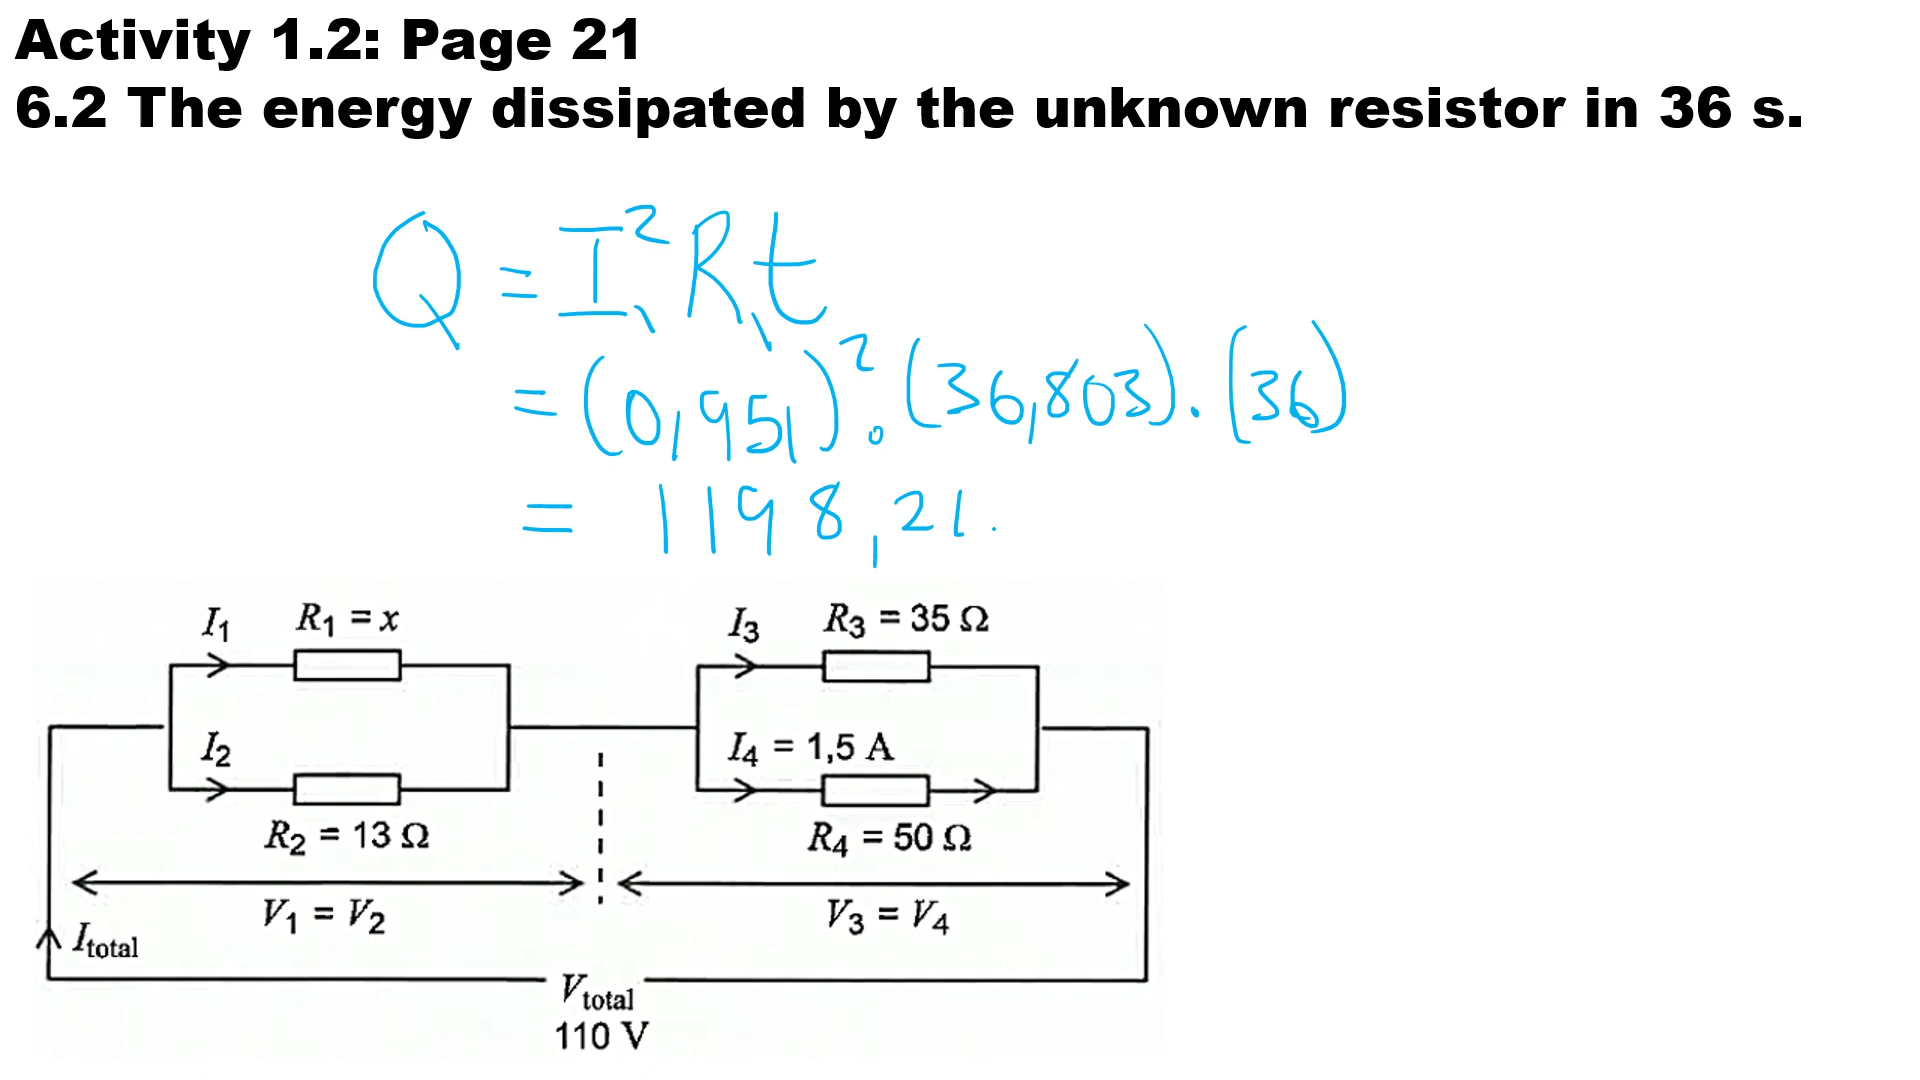 Activity 1.2: Page 21
6.2 The energy dissipated by the unknown resistor in 36 s.
Q = I₁²R₁t
= (0,951)².(36,803).(36)
= 1198,21.
I1 R1 = x
I3 R3 = 35 Ω
I2
I4 = 1,5 A
R2 = 13 Ω
R4 = 50 Ω
V1 = V2
V3 = V4
Itotal
Vtotal
110 V